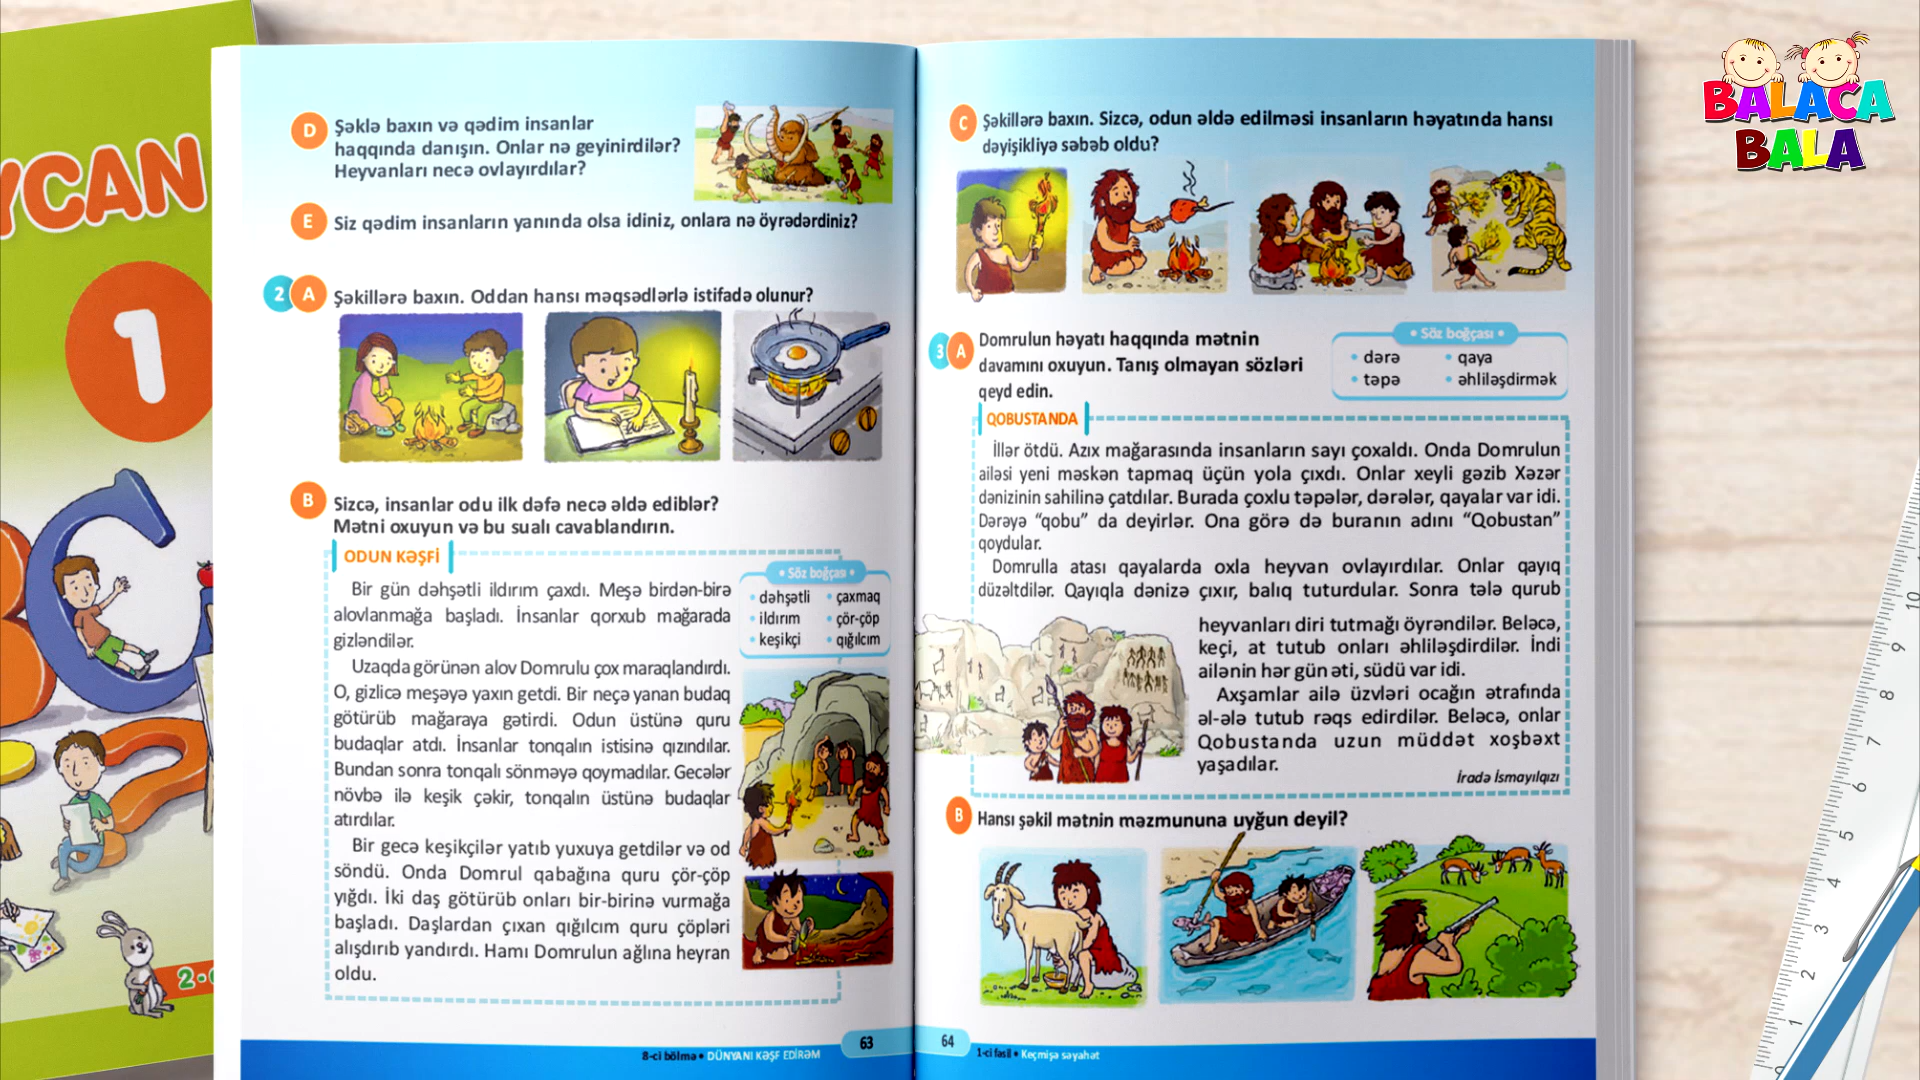 BALACA
BALA
YCAN
1
D
Şəklə baxın və qədim insanlar
haqqında danışın. Onlar nə geyinirdilər?
Heyvanları necə ovlayırdılar?
E
Siz qədim insanların yanında olsa idiniz, onlara nə öyrədərdiniz?
2 A
Şəkillərə baxın. Oddan hansı məqsədlərlə istifadə olunur?
B
Sizcə, insanlar odu ilk dəfə necə əldə ediblər?
Mətni oxuyun və bu sualı cavablandırın.
ODUN KƏŞFİ
Bir gün dəhşətli ildırım çaxdı. Meşə birdən-birə
alovlanmağa başladı. İnsanlar qorxub mağarada
gizləndilər.
Uzaqda görünən alov Domrulu çox maraqlandırdı.
O, gizlicə meşəyə yaxın getdi. Bir neçə yanan budaq
götürüb mağaraya gətirdi. Odun üstünə quru
budaqlar atdı. İnsanlar tonqalın istisinə qızındılar.
Bundan sonra tonqalı sönməyə qoymadılar. Gecələr
növbə ilə keşik çəkir, tonqalın üstünə budaqlar
atırdılar.
Bir gecə keşikçilər yatıb yuxuya getdilər və od
söndü. Onda Domrul qabağına quru çör-çöp
yığdı. İki daş götürüb onları bir-birinə vurmağa
başladı. Daşlardan çıxan qığılcım quru çöpləri
alışdırıb yandırdı. Hamı Domrulun ağlına heyran
oldu.
• Söz boğçası •
• dəhşətli • çaxmaq
• ildırım • çör-çöp
• keşikçi • qığılcım
8-ci bölmə • DÜNYANI KƏŞF EDİRƏM
63
C
Şəkillərə baxın. Sizcə, odun əldə edilməsi insanların həyatında hansı
dəyişikliyə səbəb oldu?
3 A
Domrulun həyatı haqqında mətnin
davamını oxuyun. Tanış olmayan sözləri
qeyd edin.
• Söz boğçası •
• dərə • qaya
• təpə • əhliləşdirmək
QOBUSTANDA
İllər ötdü. Azıx mağarasında insanların sayı çoxaldı. Onda Domrulun
ailəsi yeni məskən tapmaq üçün yola çıxdı. Onlar xeyli gəzib Xəzər
dənizinin sahilinə çatdılar. Burada çoxlu təpələr, dərələr, qayalar var idi.
Dərəyə “qobu” da deyirlər. Ona görə də buranın adını “Qobustan”
qoydular.
Domrulla atası qayalarda oxla heyvan ovlayırdılar. Onlar qayıq
düzəltdilər. Qayıqla dənizə çıxır, balıq tuturdular. Sonra tələ qurub
heyvanları diri tutmağı öyrəndilər. Beləcə,
keçi, at tutub onları əhliləşdirdilər. İndi
ailənin hər gün əti, südü var idi.
Axşamlar ailə üzvləri ocağın ətrafında
əl-ələ tutub rəqs edirdilər. Beləcə, onlar
Qobustanda uzun müddət xoşbəxt
yaşadılar.
İradə İsmayılqızı
B
Hansı şəkil mətnin məzmununa uyğun deyil?
64
1-ci fəsil • Keçmişə səyahət
10
9
8
7
6
5
4
3
2
1